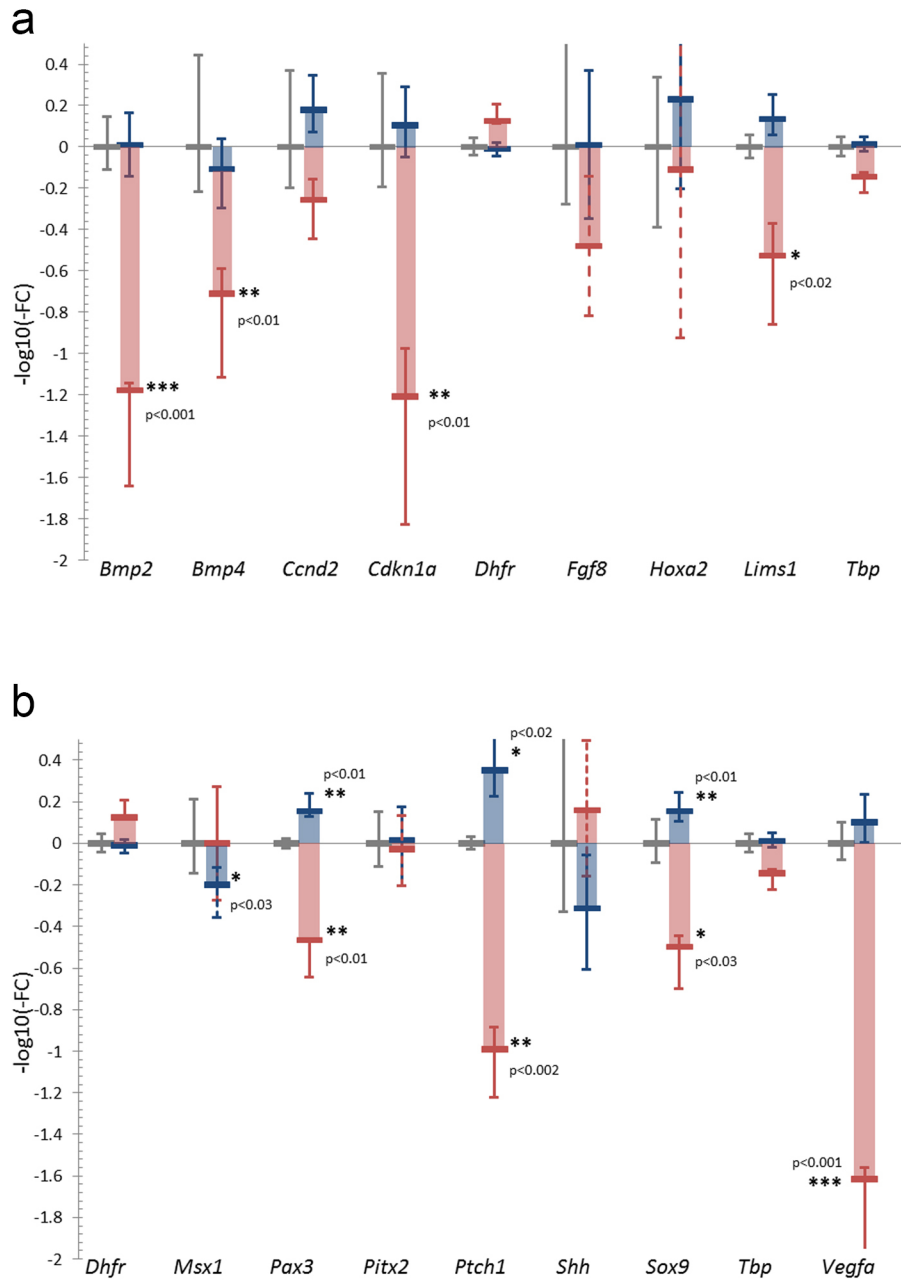 a
0.4
0.2
0
-0.2
-0.4
-0.6
-0.8
-1
-1.2
-1.4
-1.6
-1.8
-2
-log10(-FC)
***
p<0.001
**
p<0.01
**
p<0.01
*
p<0.02
Bmp2 Bmp4 Ccnd2 Cdkn1a Dhfr Fgf8 Hoxa2 Lims1 Tbp
b
0.4
0.2
0
-0.2
-0.4
-0.6
-0.8
-1
-1.2
-1.4
-1.6
-1.8
-2
-log10(-FC)
*
p<0.03
p<0.01
**
**
p<0.01
p<0.02
*
**
p<0.002
p<0.01
**
*
p<0.03
p<0.001
***
Dhfr Msx1 Pax3 Pitx2 Ptch1 Shh Sox9 Tbp Vegfa